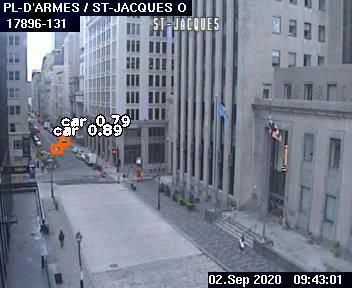 PL-D'ARMES / ST-JACQUES O
17896-131
ST-JACQUES
car 0.79
car 0.89
02.Sep 2020 09:43:01